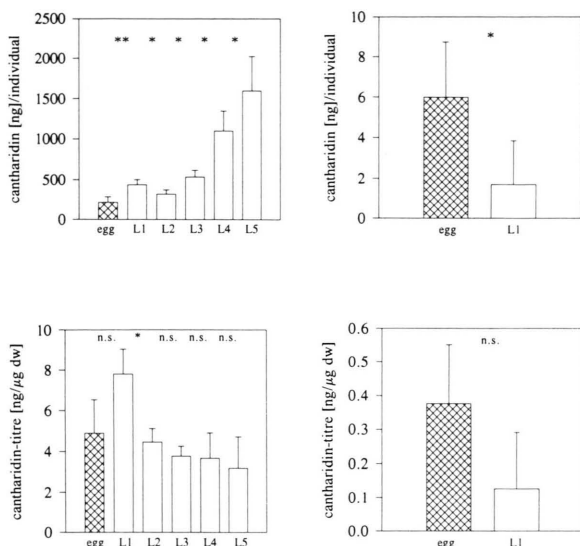 cantharidin [ng]/individual
2500
2000
1500
1000
500
0
** * * * *
egg L1 L2 L3 L4 L5
cantharidin [ng]/individual
10
8
6
4
2
0
*
egg L1
cantharidin-titre [ng/µg dw]
10
8
6
4
2
0
n.s. * n.s. n.s. n.s.
egg L1 L2 L3 L4 L5
cantharidin-titre [ng/µg dw]
0.6
0.5
0.4
0.3
0.2
0.1
0.0
n.s.
egg L1